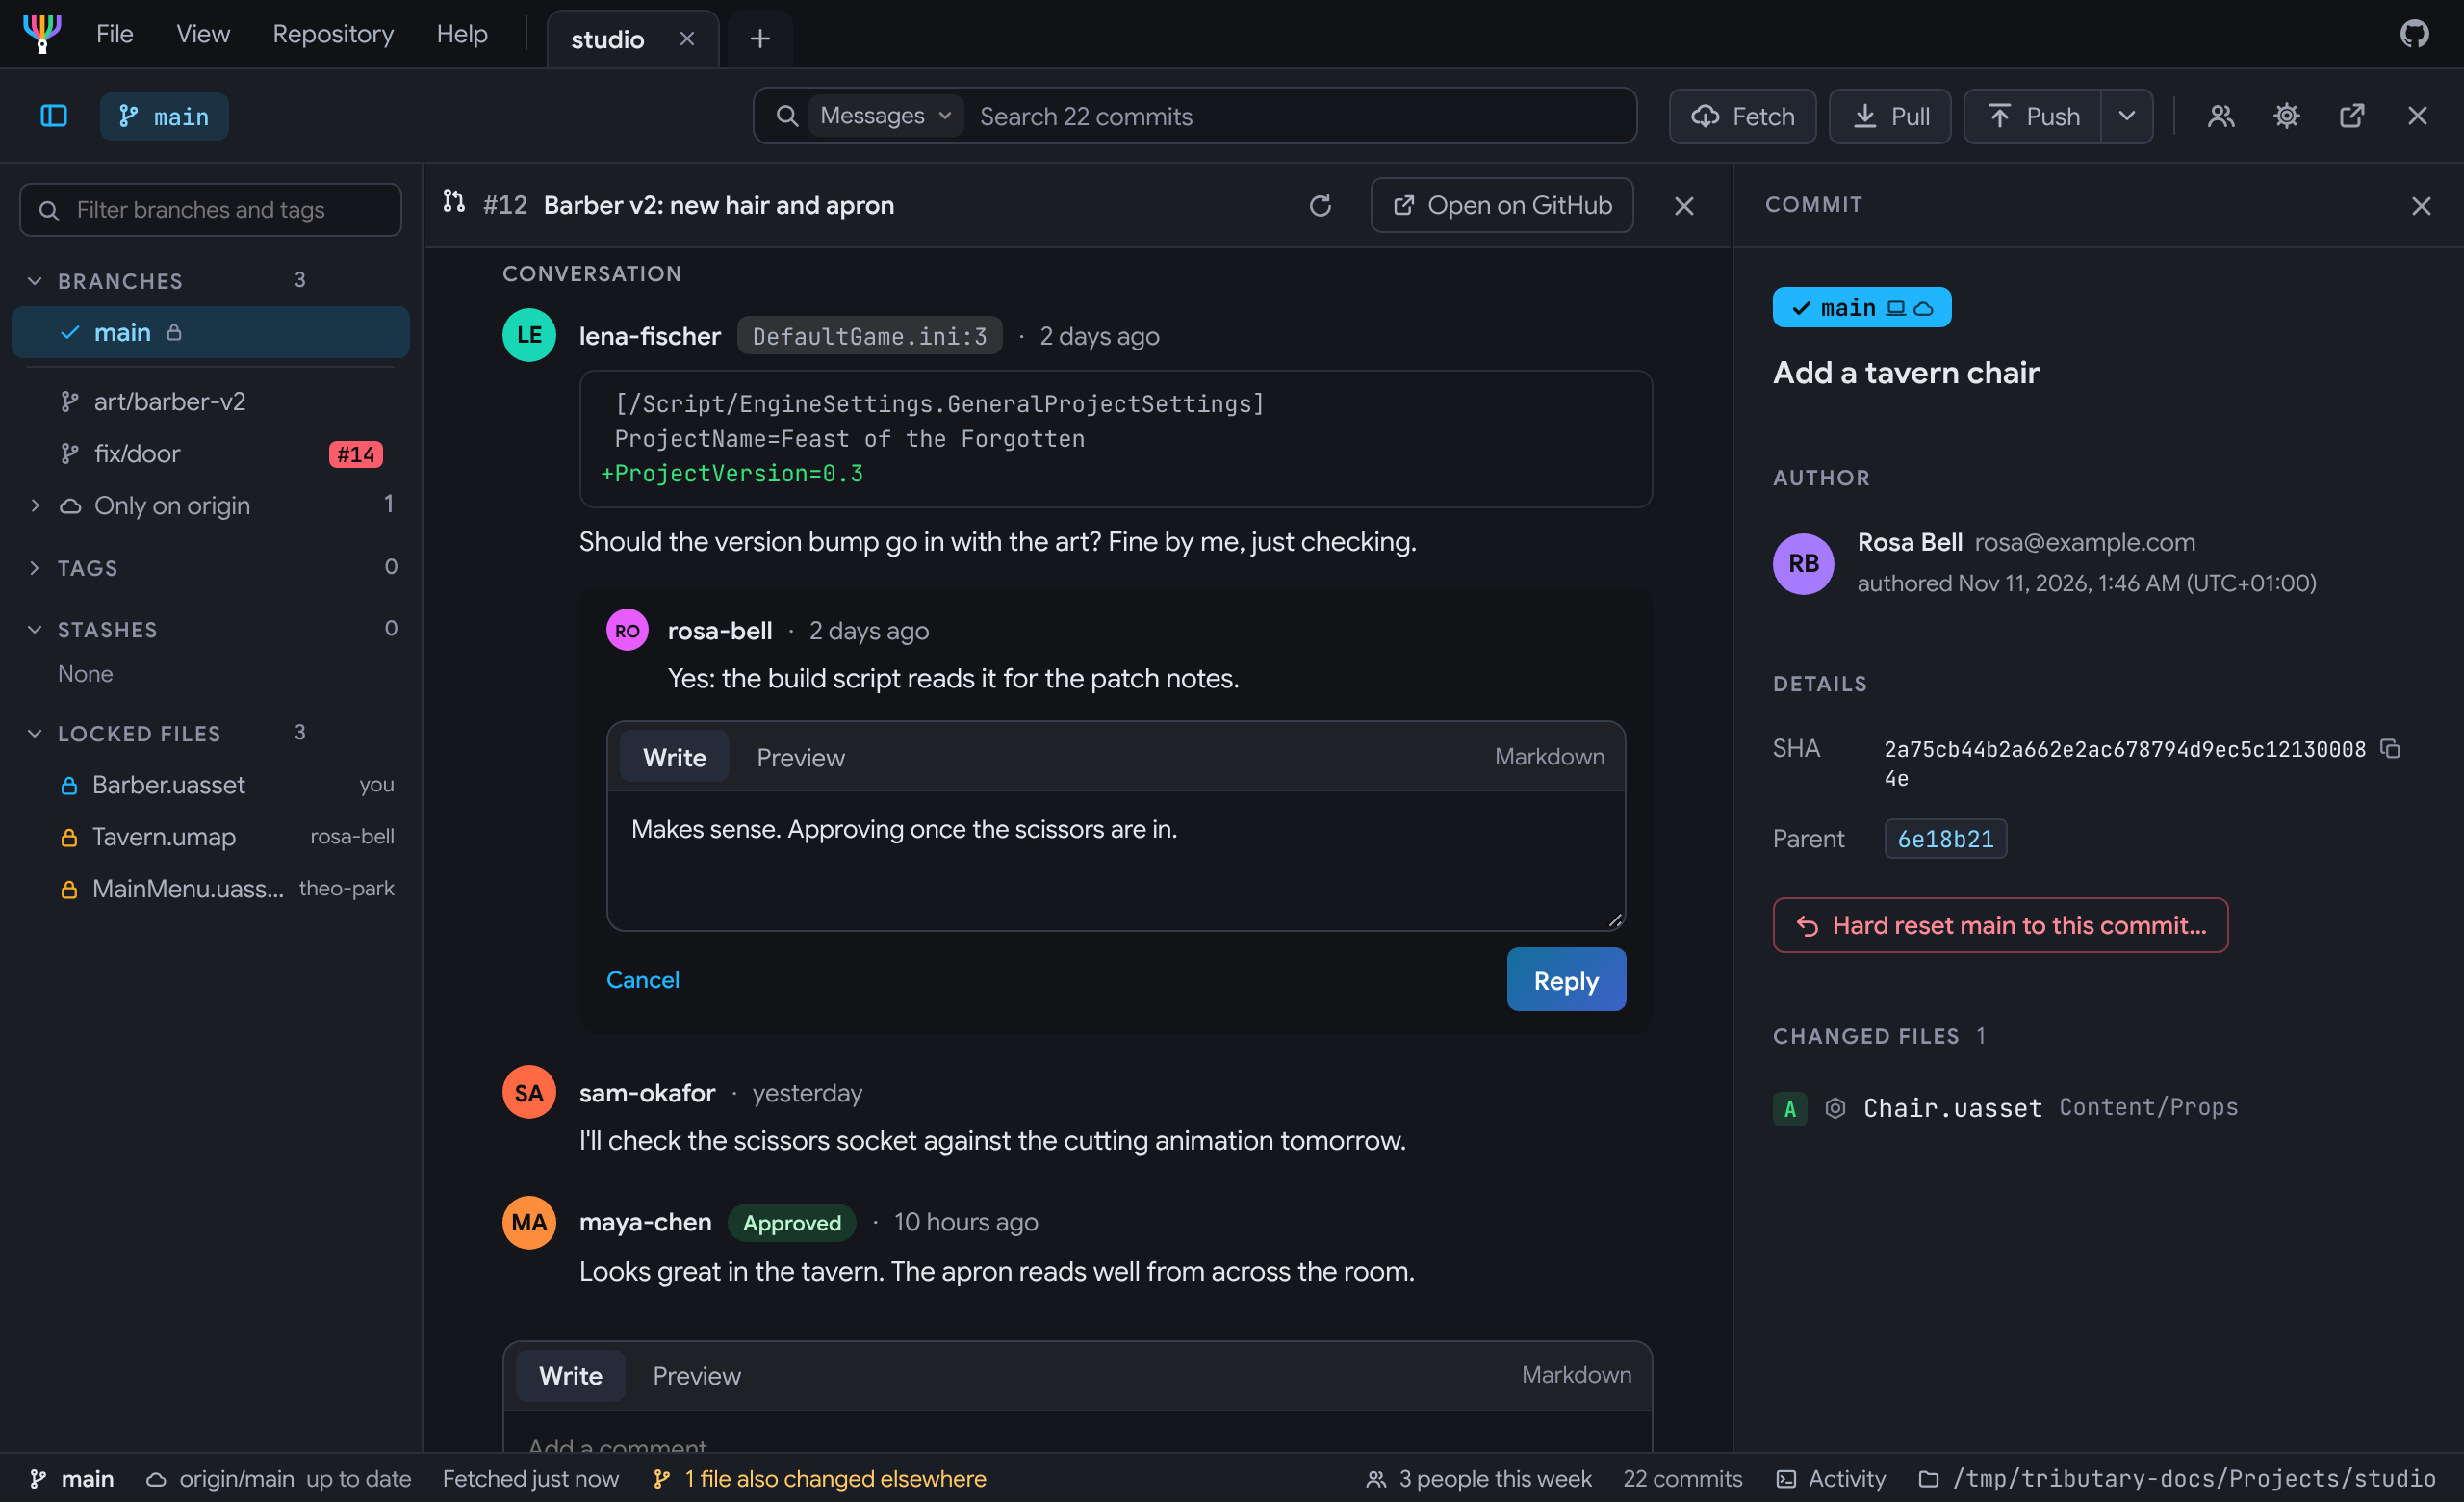 File View Repository Help studio
main Messages Search 22 commits Fetch Pull Push
Filter branches and tags
BRANCHES 3
main
art/barber-v2
fix/door #14
Only on origin 1
TAGS 0
STASHES 0
None
LOCKED FILES 3
Barber.uasset you
Tavern.umap rosa-bell
MainMenu.uass... theo-park
#12 Barber v2: new hair and apron Open on GitHub
CONVERSATION
LE lena-fischer DefaultGame.ini:3 · 2 days ago
[/Script/EngineSettings.GeneralProjectSettings]
ProjectName=Feast of the Forgotten
+ProjectVersion=0.3
Should the version bump go in with the art? Fine by me, just checking.
RO rosa-bell · 2 days ago
Yes: the build script reads it for the patch notes.
Write Preview Markdown
Makes sense. Approving once the scissors are in.
Cancel Reply
SA sam-okafor · yesterday
I'll check the scissors socket against the cutting animation tomorrow.
MA maya-chen Approved · 10 hours ago
Looks great in the tavern. The apron reads well from across the room.
Write Preview Markdown
Add a comment
COMMIT
main
Add a tavern chair
AUTHOR
RB Rosa Bell rosa@example.com
authored Nov 11, 2026, 1:46 AM (UTC+01:00)
DETAILS
SHA 2a75cb44b2a662e2ac678794d9ec5c12130008
4e
Parent 6e18b21
Hard reset main to this commit...
CHANGED FILES 1
A Chair.uasset Content/Props
main origin/main up to date Fetched just now 1 file also changed elsewhere 3 people this week 22 commits Activity /tmp/tributary-docs/Projects/studio